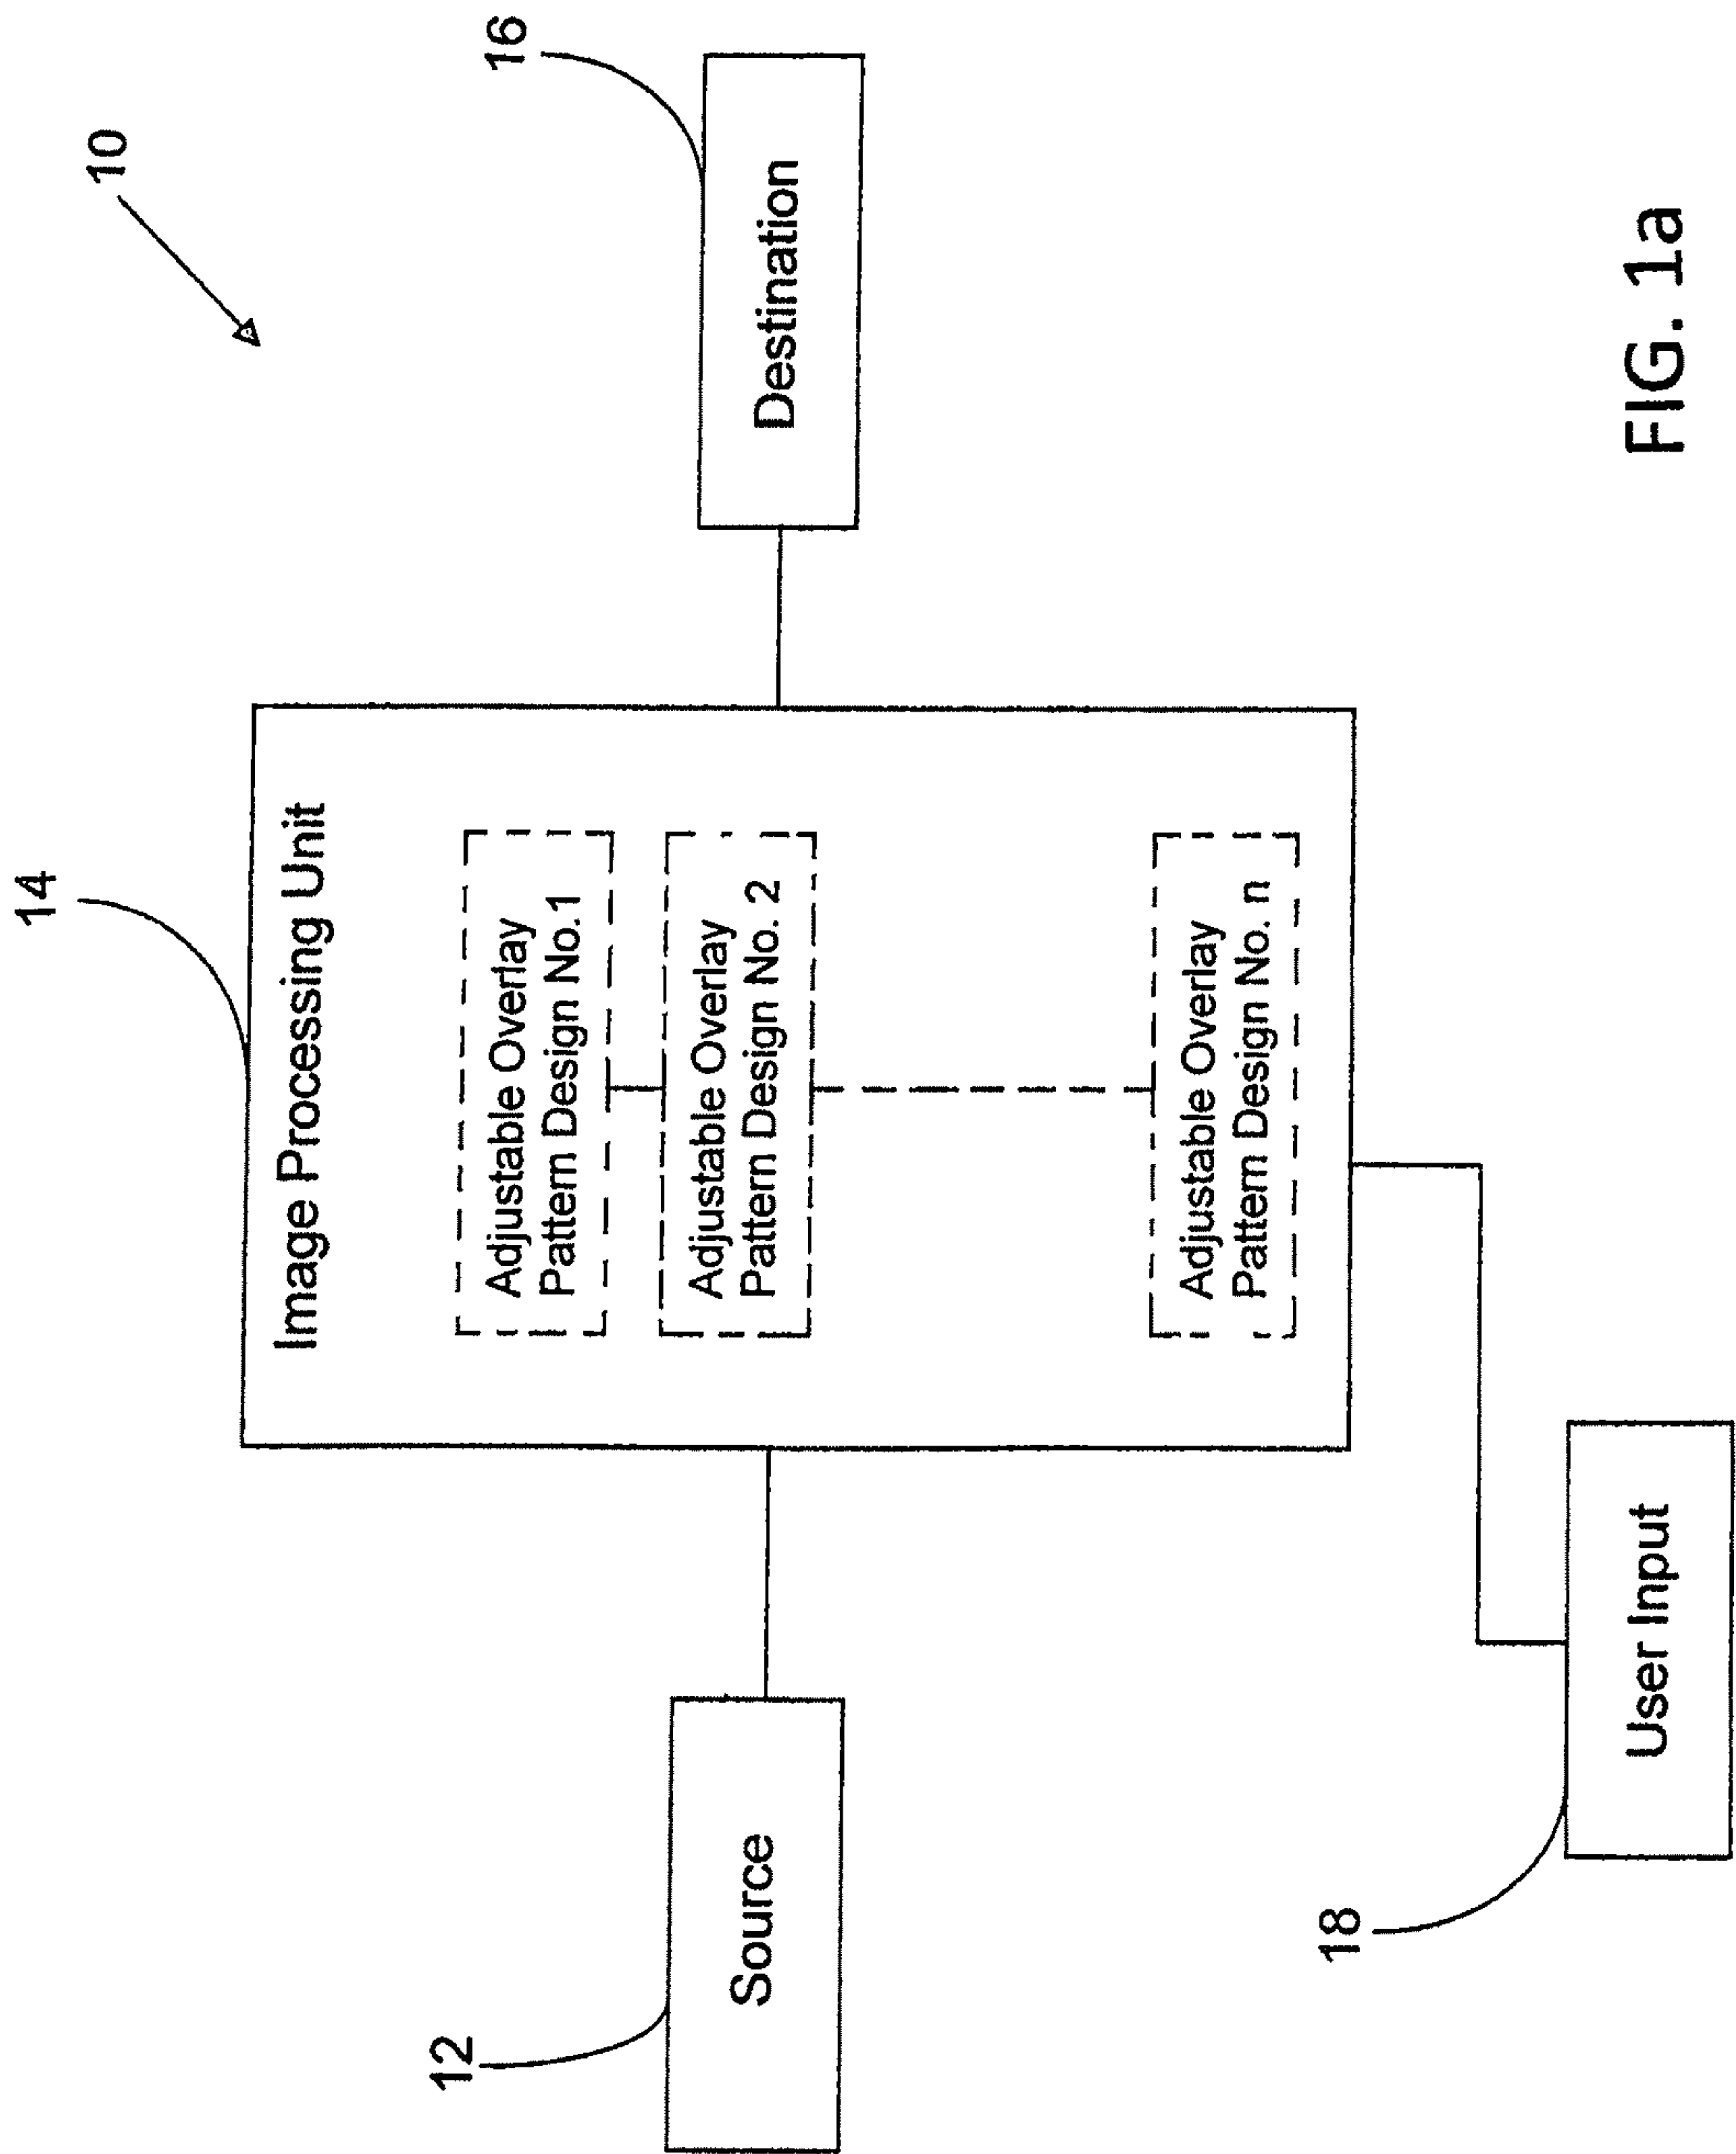 10
14
16
12
Image Processing Unit
Adjustable Overlay
Pattern Design No.1
Adjustable Overlay
Pattern Design No. 2
Adjustable Overlay
Pattern Design No. n
Source
Destination
18
User Input
FIG. 1a